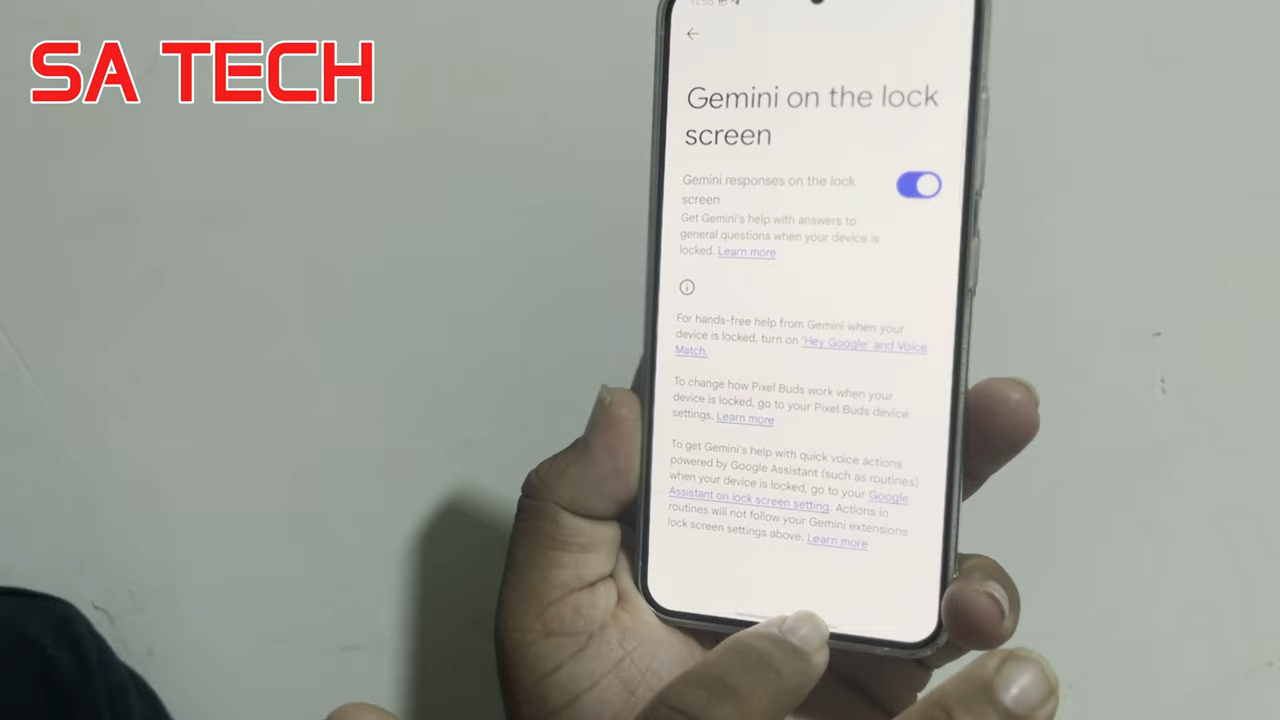 SA TECH
11:55
Gemini on the lock
screen
Gemini responses on the lock
screen
Get Gemini's help with answers to
general questions when your device is
locked. Learn more
For hands-free help from Gemini when your
device is locked, turn on "Hey Google" and Voice
Match.
To change how Pixel Buds work when your
device is locked, go to your Pixel Buds device
settings. Learn more
To get Gemini's help with quick voice actions
powered by Google Assistant (such as routines)
when your device is locked, go to your Google
Assistant on lock screen setting. Actions in
routines will not follow your Gemini extensions
lock screen settings above. Learn more